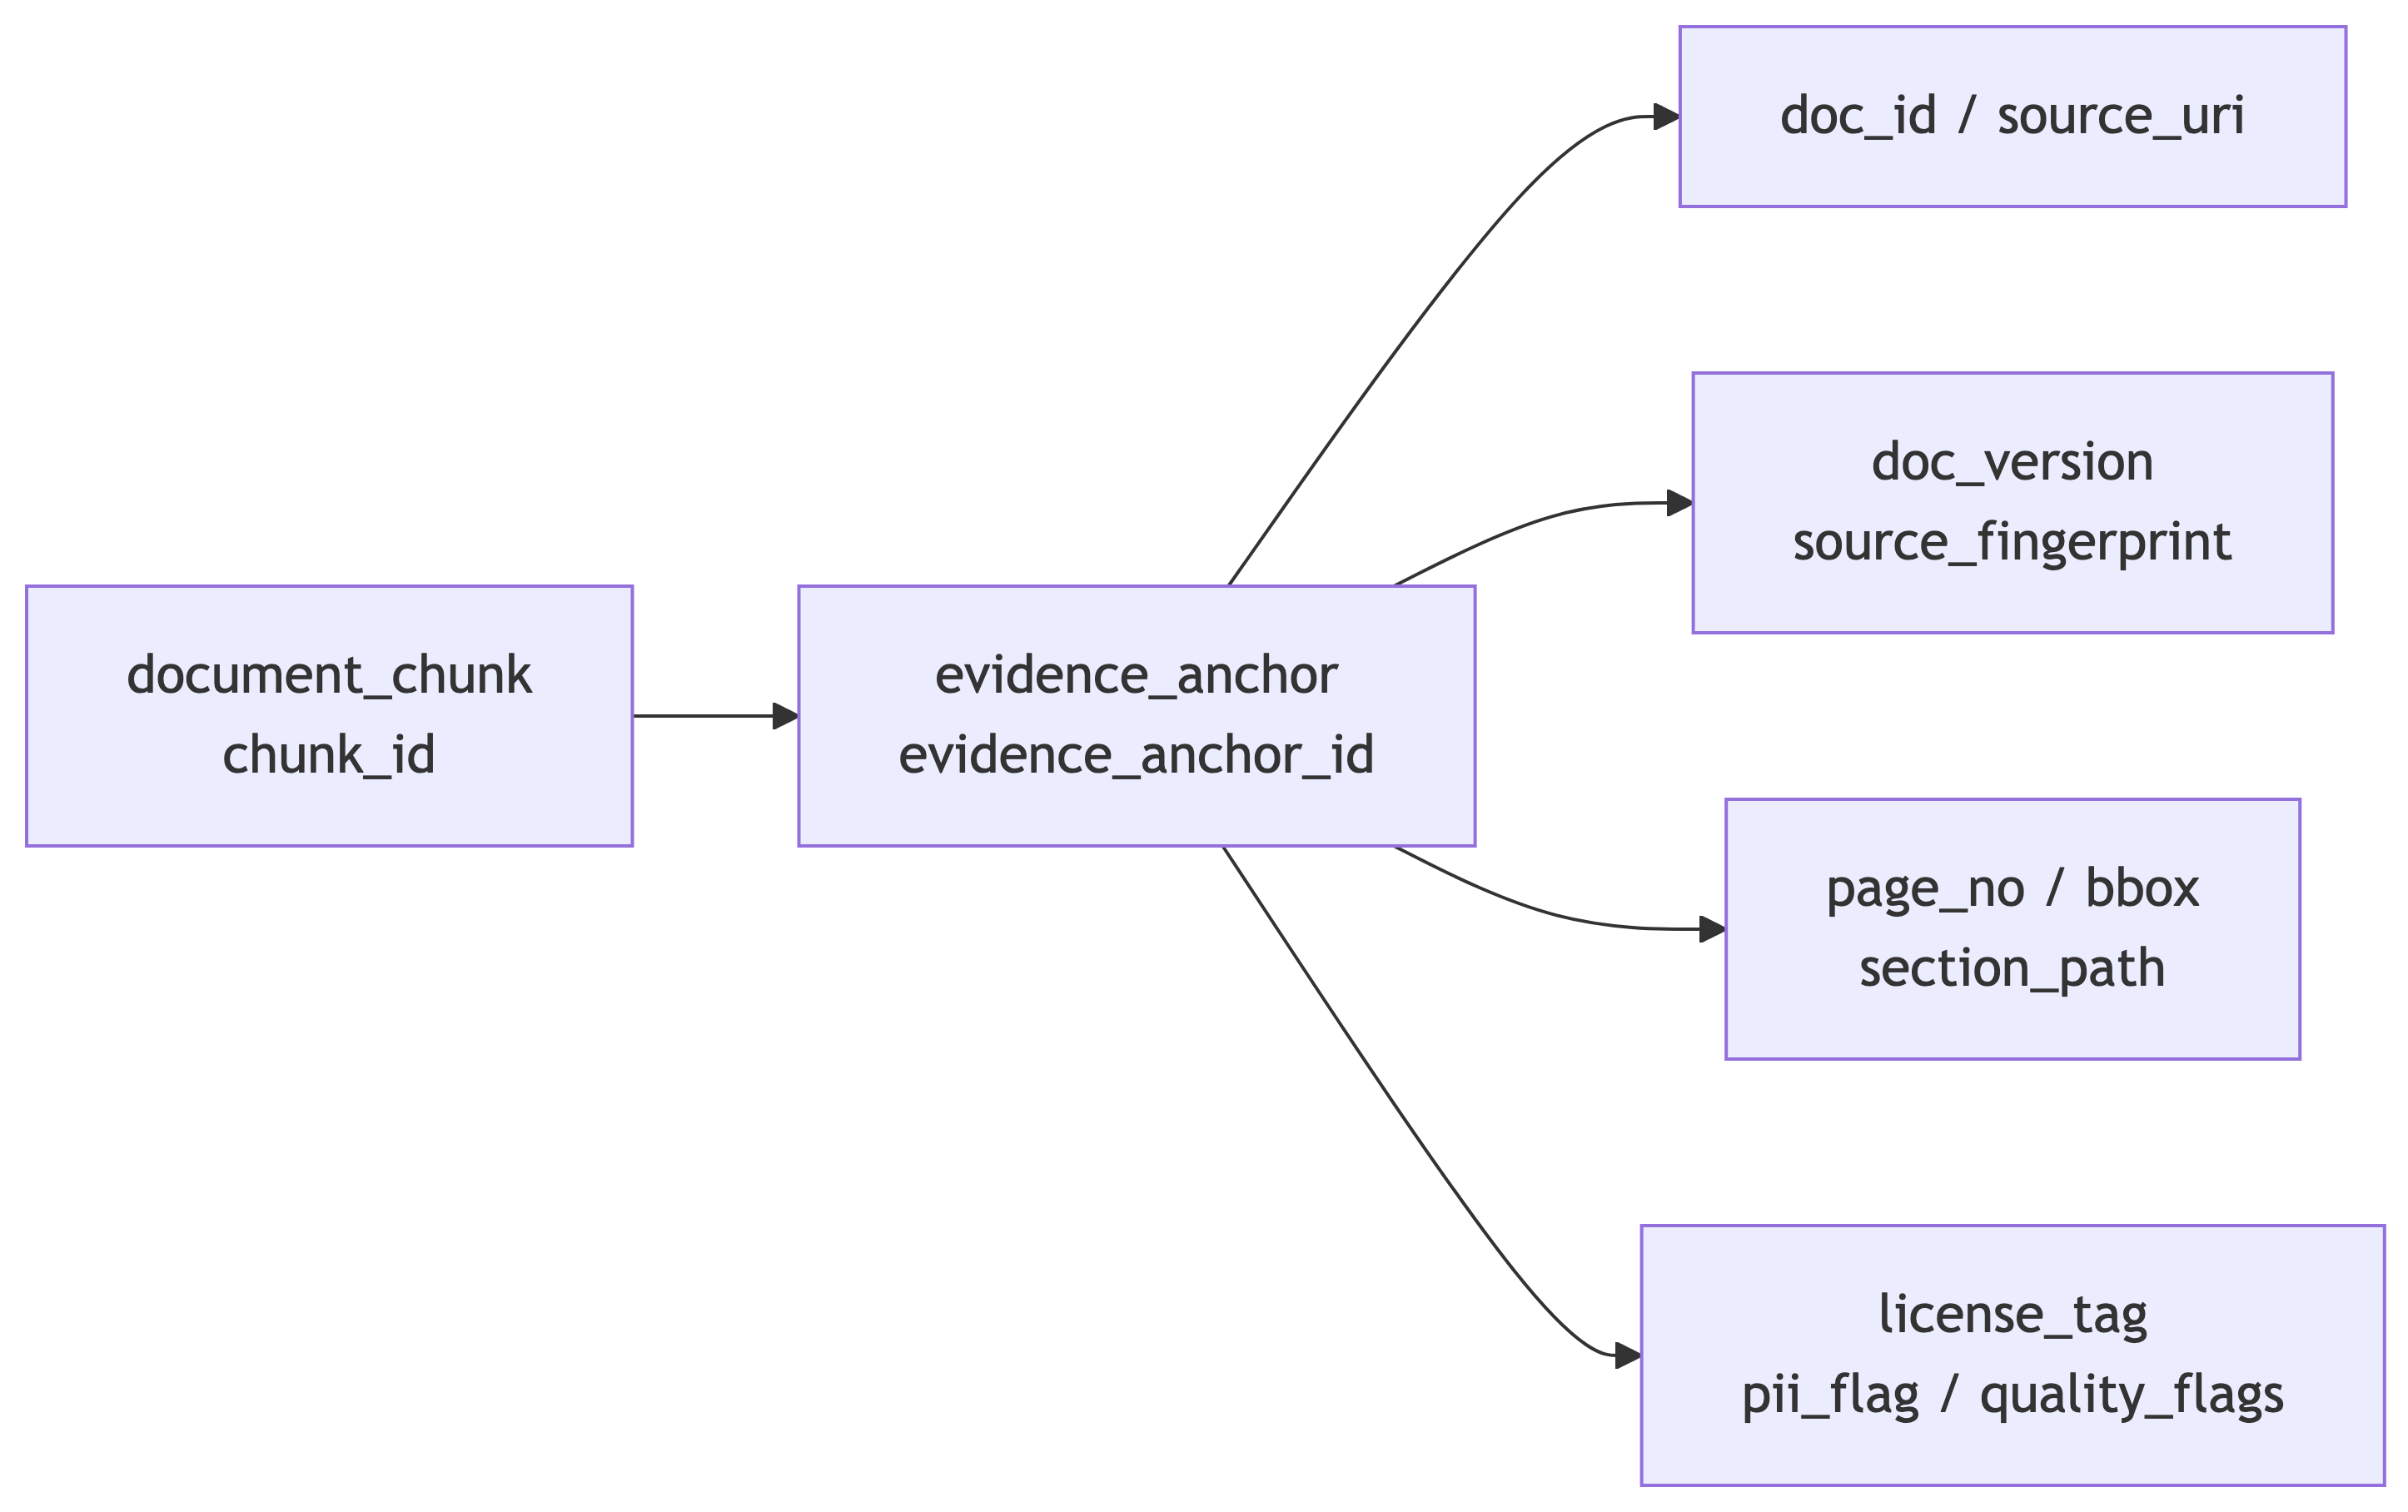 document_chunk
chunk_id
evidence_anchor
evidence_anchor_id
doc_id / source_uri
doc_version
source_fingerprint
page_no / bbox
section_path
license_tag
pii_flag / quality_flags